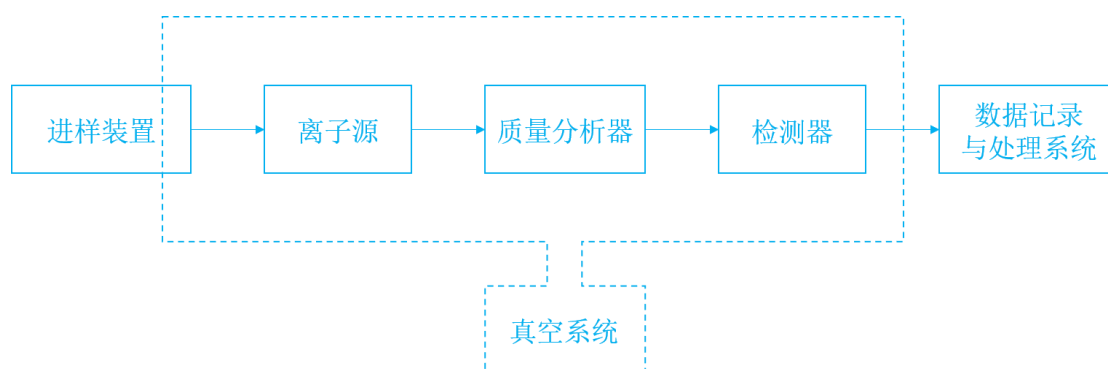 进样装置
离子源
质量分析器
检测器
数据记录
与处理系统
真空系统